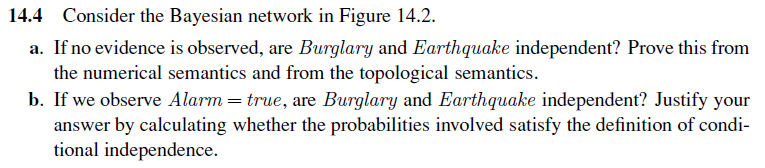 14.4 Consider the Bayesian network in Figure 14.2.
a. If no evidence is observed, are Burglary and Earthquake independent? Prove this from
the numerical semantics and from the topological semantics.
b. If we observe Alarm = true, are Burglary and Earthquake independent? Justify your
answer by calculating whether the probabilities involved satisfy the definition of condi-
tional independence.